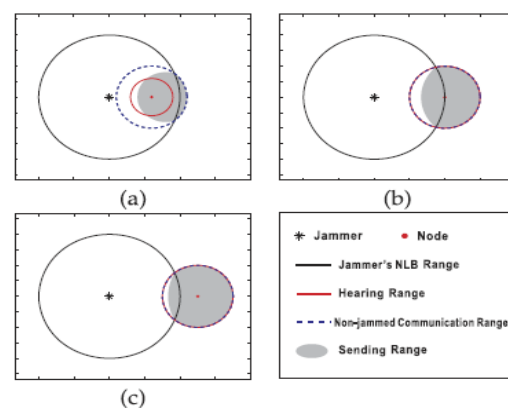 (a)
(b)
(c)
Jammer
Node
Jammer's NLB Range
Hearing Range
Non-jammed Communication Range
Sending Range